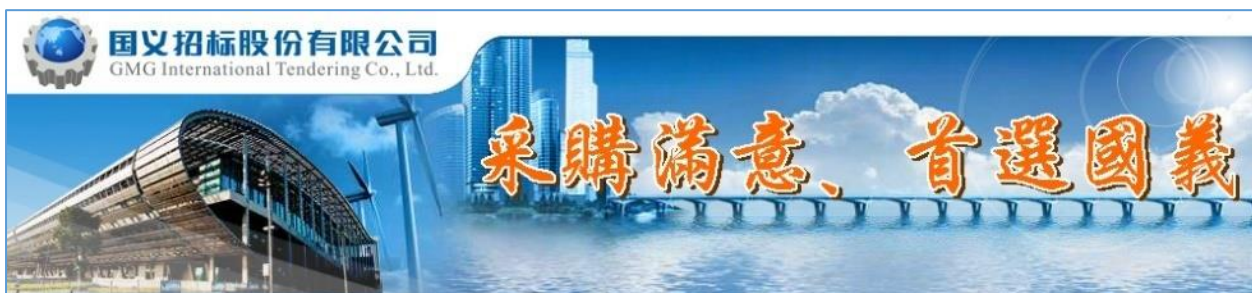 国义招标股份有限公司
GMG International Tendering Co., Ltd.
采購滿意、首選國義